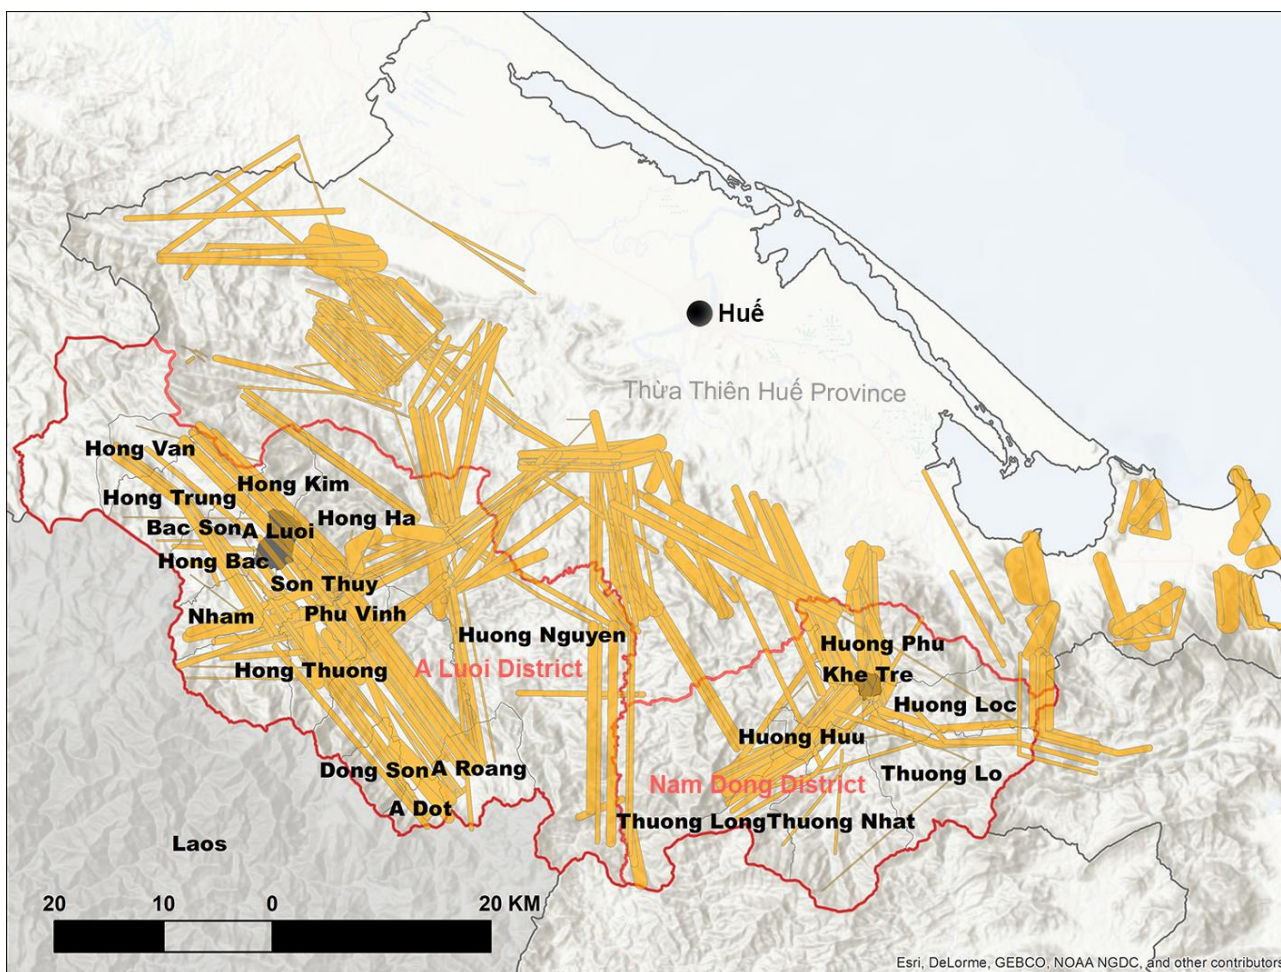 Huế
Thừa Thiên Huế Province
Hong Van
Hong Kim
Hong Trung
Hong Ha
Bac Son
A Luoi
Hong Bac
Son Thuy
Nham
Phu Vinh
Huong Nguyen
Huong Phu
Hong Thuong
A Luoi District
Khe Tre
Huong Loc
Huong Huu
Dong Son
A Roang
Nam Dong District
Thuong Lo
A Dot
Thuong Long
Thuong Nhat
Laos
20 10 0 20 KM
Esri, DeLorme, GEBCO, NOAA NGDC, and other contributors